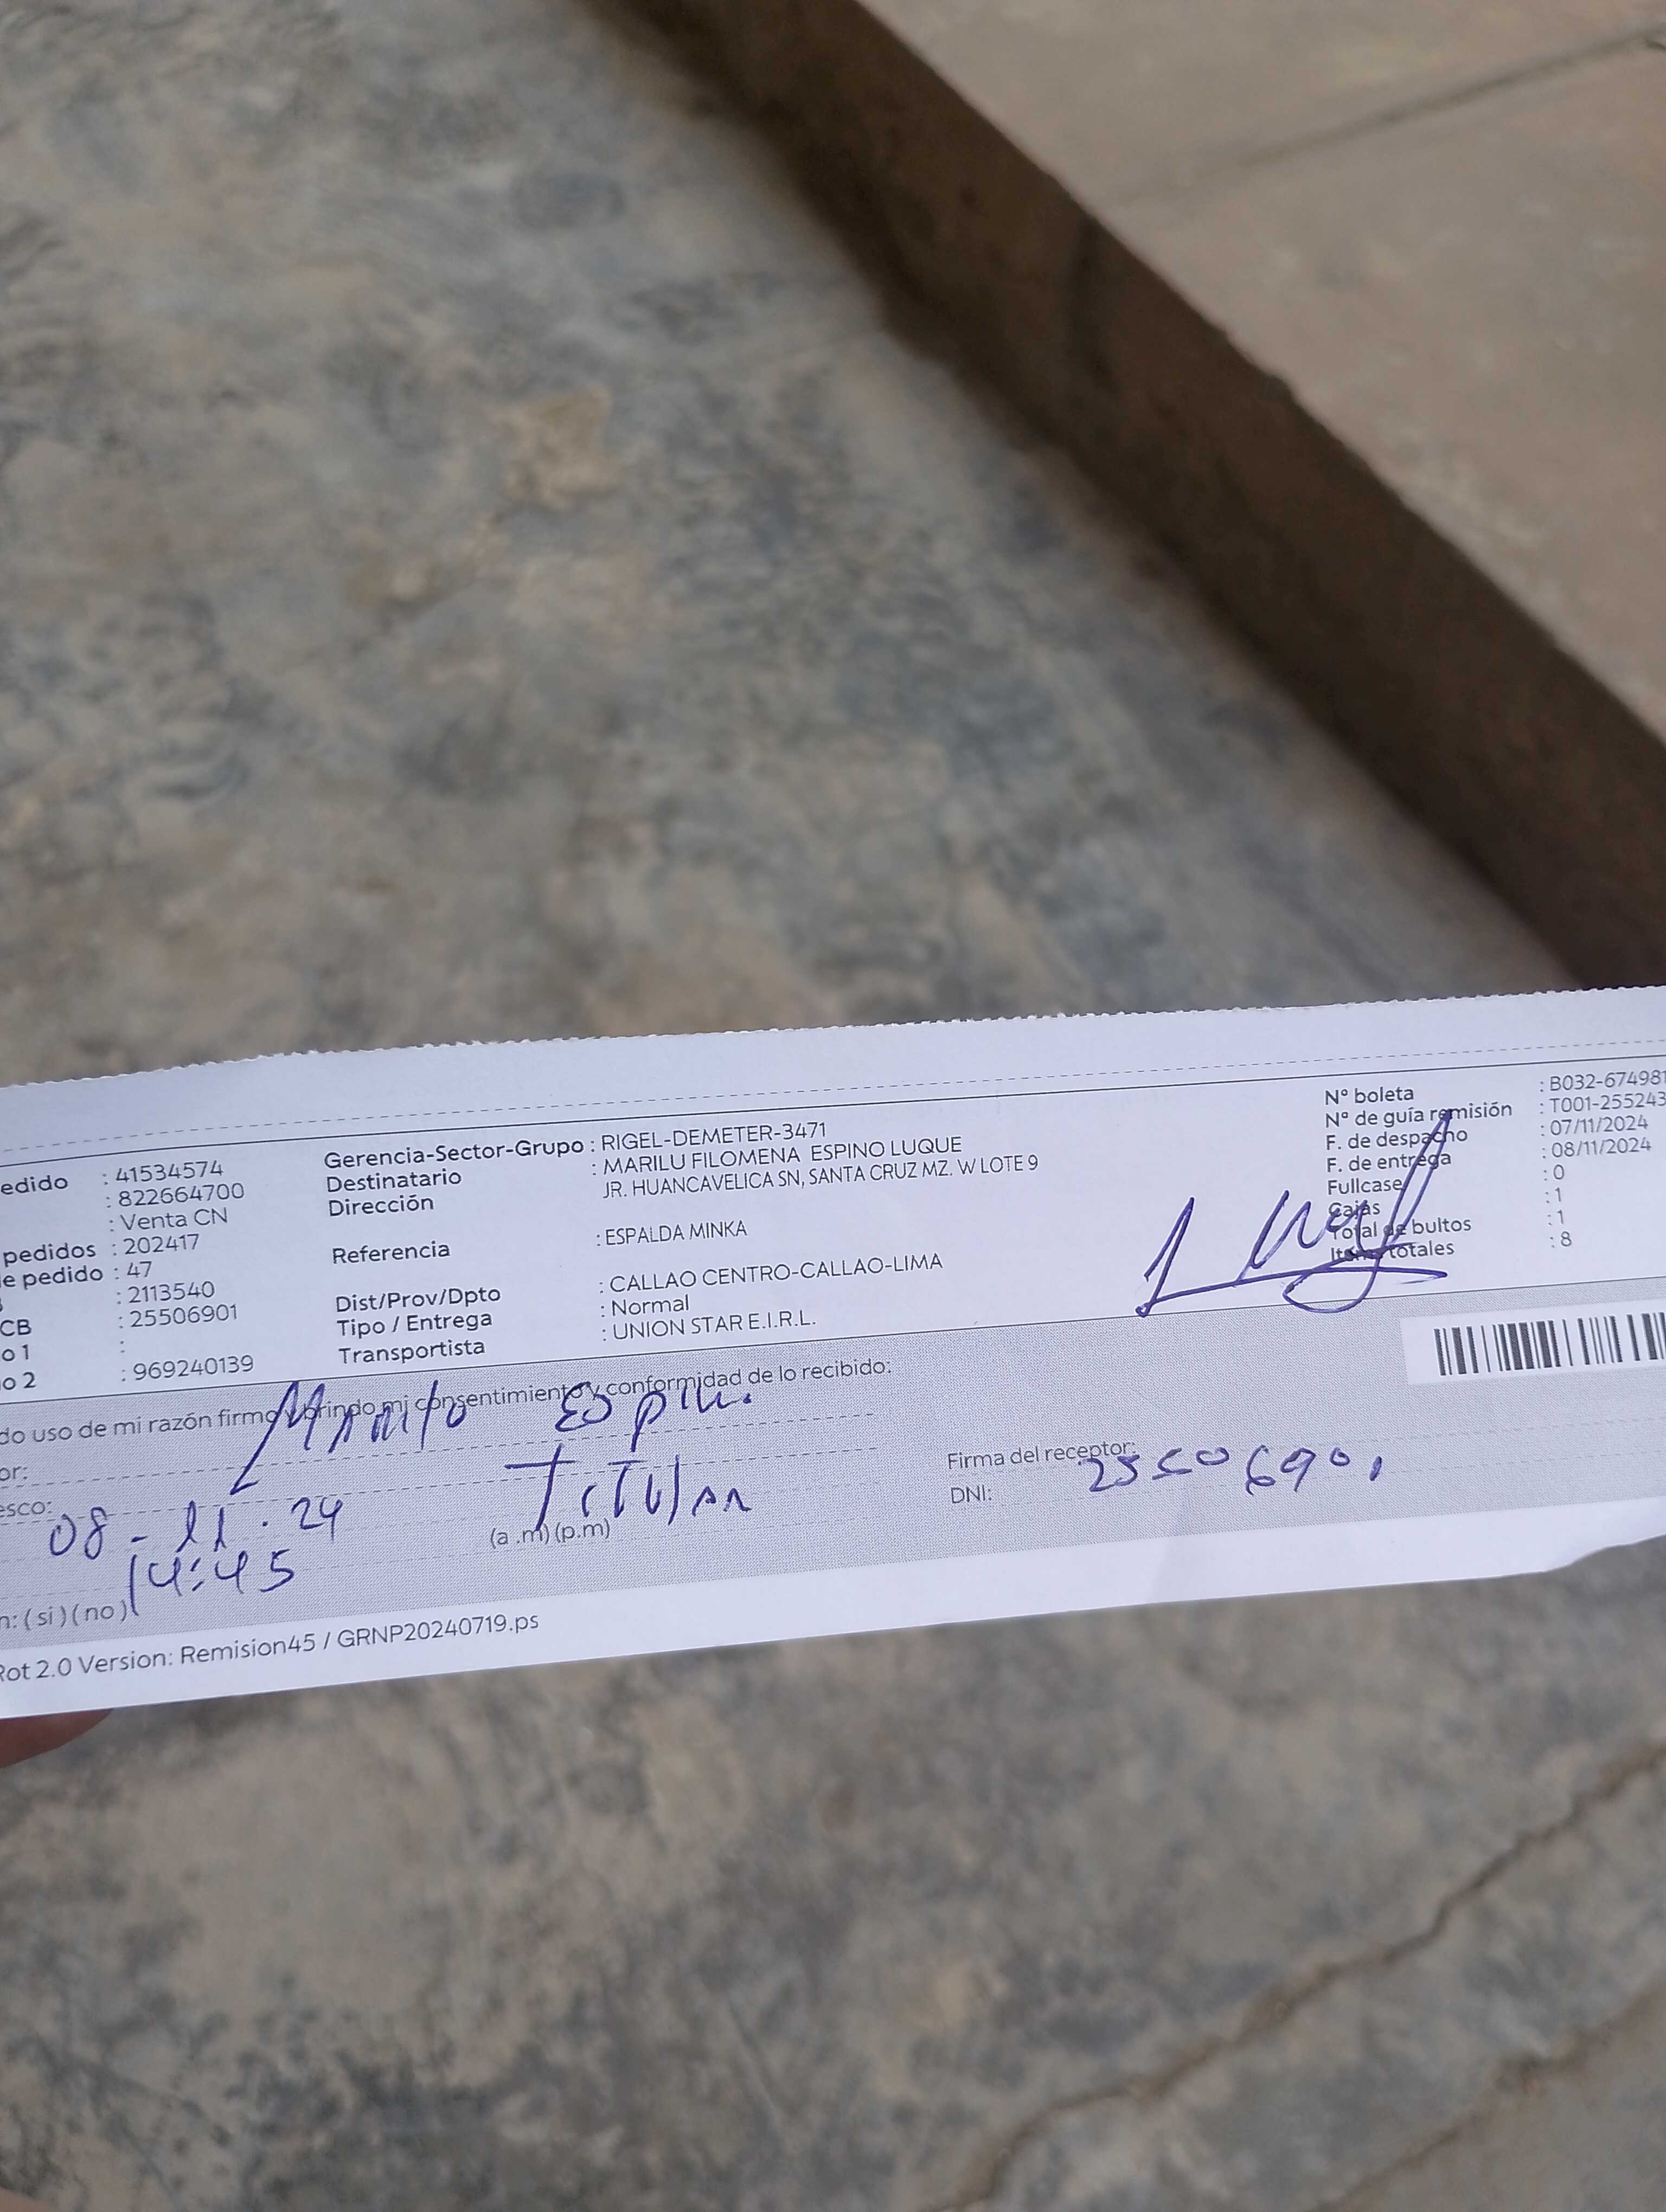 edido : 41534574
: 822664700
: Venta CN
pedidos : 202417
e pedido : 47
: 2113540
CB : 25506901
o 1 :
o 2 : 969240139
Gerencia-Sector-Grupo : RIGEL-DEMETER-3471
Destinatario : MARILU FILOMENA ESPINO LUQUE
Dirección JR. HUANCAVELICA SN, SANTA CRUZ MZ. W LOTE 9
Referencia : ESPALDA MINKA
Dist/Prov/Dpto : CALLAO CENTRO-CALLAO-LIMA
Tipo / Entrega : Normal
Transportista : UNION STAR E.I.R.L.
Nº boleta : B032-674981
Nº de guía remisión : T001-255243
F. de despacho : 07/11/2024
F. de entrega : 08/11/2024
Fullcase : 0
Cajas : 1
Total de bultos : 1
Items totales : 8
do uso de mi razón firmo y brindo mi consentimiento y conformidad de lo recibido:
or:
esco: Titular
08-11.24
14:45 (a .m) (p.m)
Firma del receptor:
DNI: 25506901
n: (si) (no)
Rot 2.0 Version: Remision45 / GRNP20240719.ps